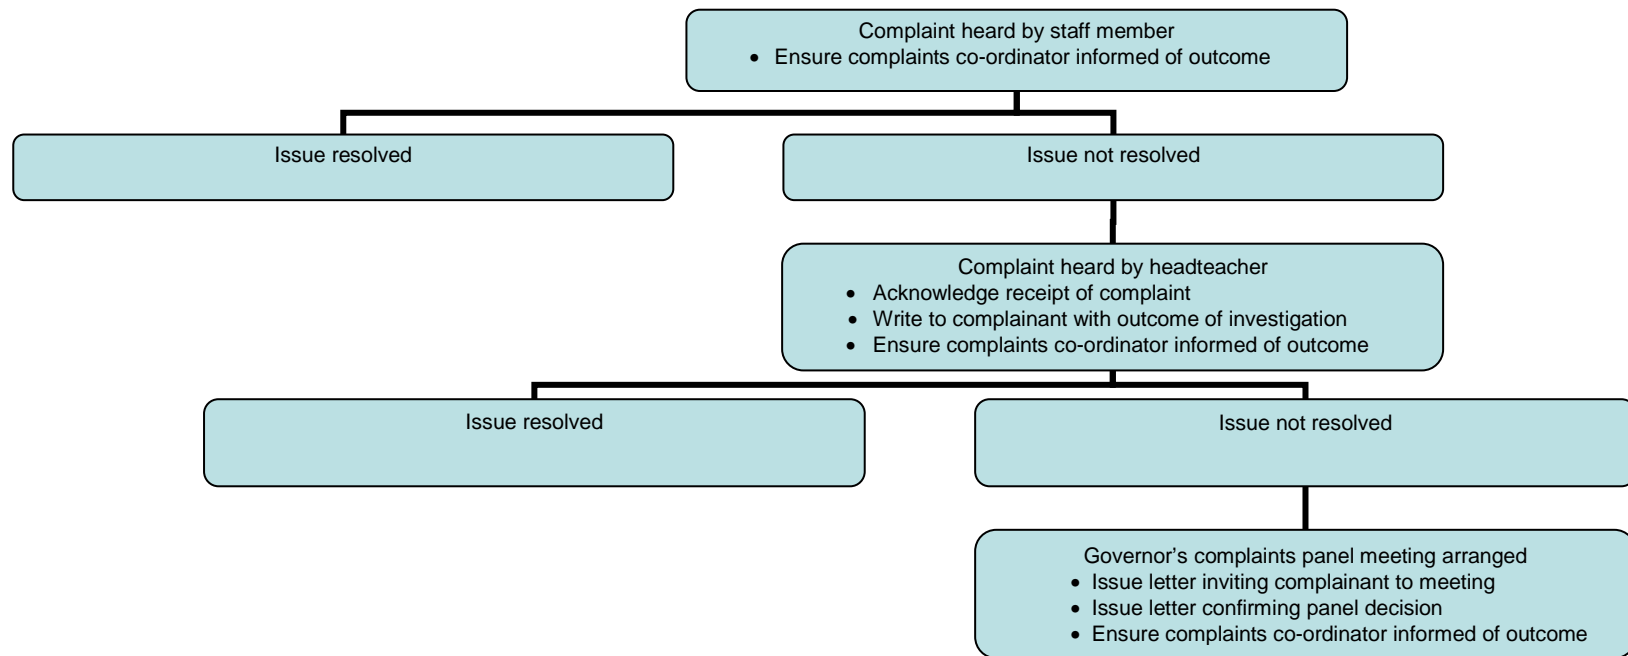 Complaint heard by staff member
• Ensure complaints co-ordinator informed of outcome
Issue resolved
Issue not resolved
Complaint heard by headteacher
• Acknowledge receipt of complaint
• Write to complainant with outcome of investigation
• Ensure complaints co-ordinator informed of outcome
Issue resolved
Issue not resolved
Governor’s complaints panel meeting arranged
• Issue letter inviting complainant to meeting
• Issue letter confirming panel decision
• Ensure complaints co-ordinator informed of outcome